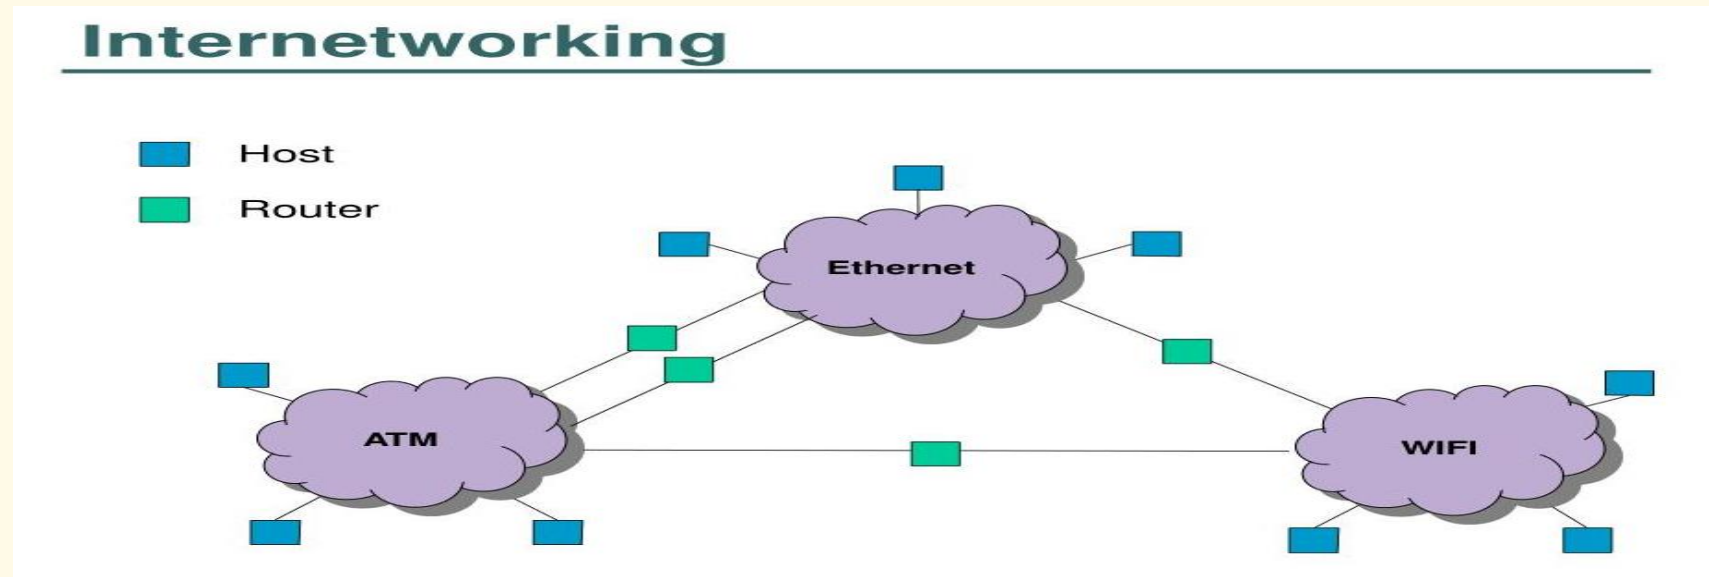 Internetworking
Host
Router
Ethernet
ATM
WIFI